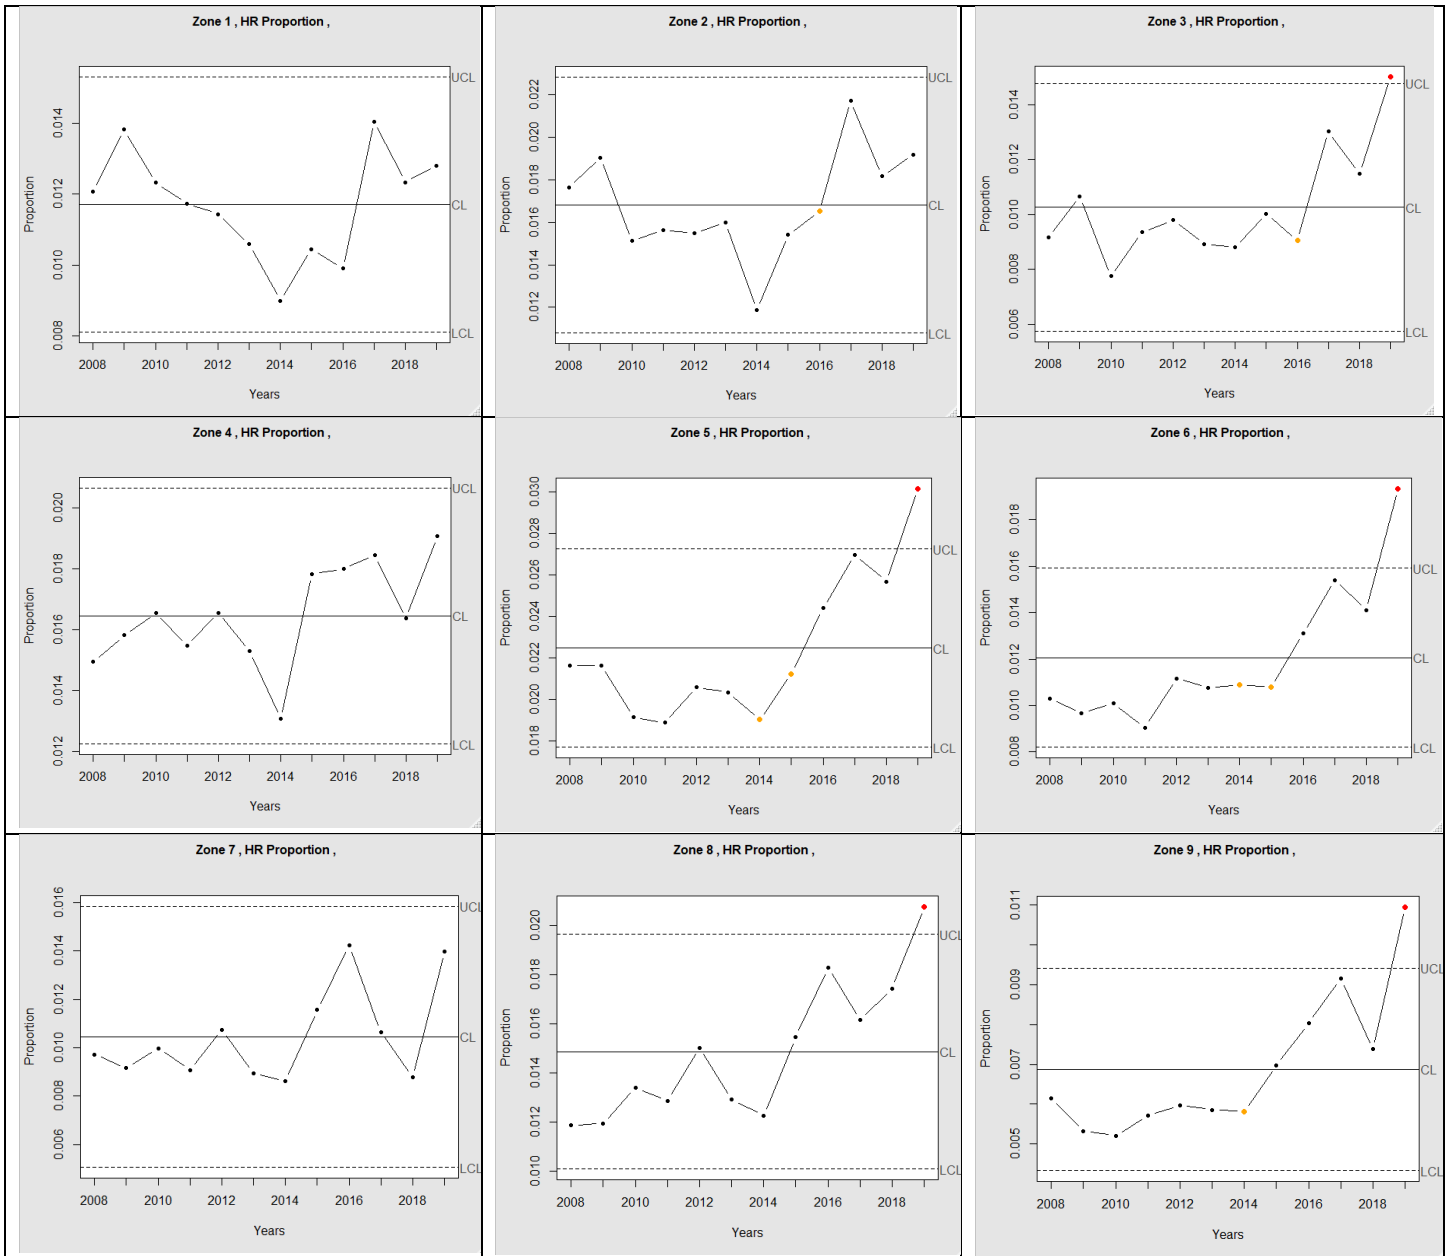 Zone 1 , HR Proportion ,
UCL
0.014
0.012
CL
0.010
0.008
LCL
Proportion
2008 2010 2012 2014 2016 2018
Years
Zone 2 , HR Proportion ,
UCL
0.022
0.020
0.018
CL
0.016
0.014
0.012
LCL
Proportion
2008 2010 2012 2014 2016 2018
Years
Zone 3 , HR Proportion ,
UCL
0.014
0.012
CL
0.010
0.008
0.006
LCL
Proportion
2008 2010 2012 2014 2016 2018
Years
Zone 4 , HR Proportion ,
UCL
0.020
0.018
CL
0.016
0.014
LCL
0.012
Proportion
2008 2010 2012 2014 2016 2018
Years
Zone 5 , HR Proportion ,
0.030
0.028
UCL
0.026
0.024
CL
0.022
0.020
0.018
LCL
Proportion
2008 2010 2012 2014 2016 2018
Years
Zone 6 , HR Proportion ,
0.018
UCL
0.016
0.014
CL
0.012
0.010
0.008
LCL
Proportion
2008 2010 2012 2014 2016 2018
Years
Zone 7 , HR Proportion ,
0.016
UCL
0.014
0.012
CL
0.010
0.008
0.006
LCL
Proportion
2008 2010 2012 2014 2016 2018
Years
Zone 8 , HR Proportion ,
0.020
UCL
0.018
0.016
CL
0.014
0.012
0.010
LCL
Proportion
2008 2010 2012 2014 2016 2018
Years
Zone 9 , HR Proportion ,
0.011
UCL
0.009
0.007
CL
0.005
LCL
Proportion
2008 2010 2012 2014 2016 2018
Years